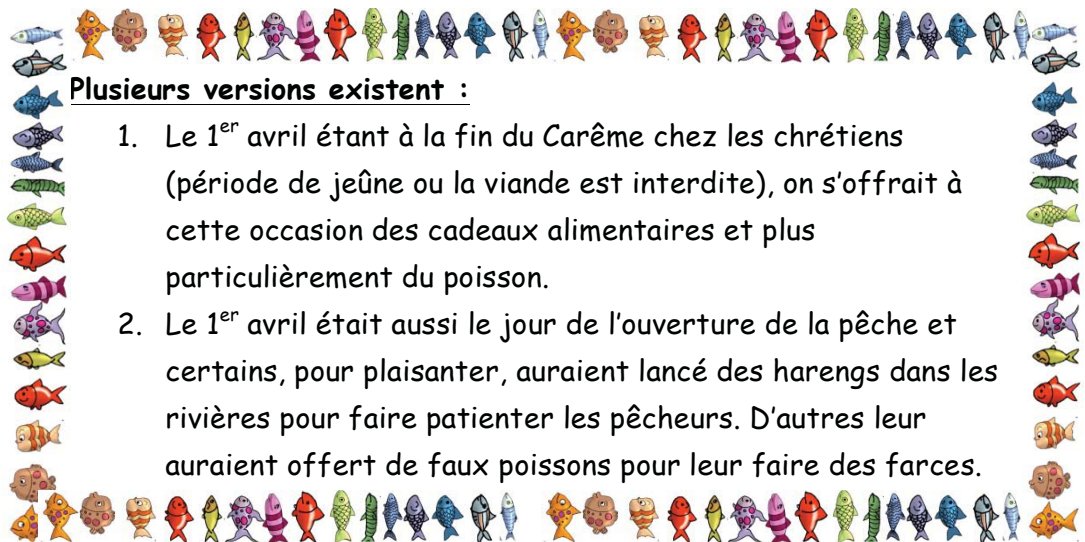 Plusieurs versions existent :
1. Le 1er avril étant à la fin du Carême chez les chrétiens
(période de jeûne ou la viande est interdite), on s'offrait à
cette occasion des cadeaux alimentaires et plus
particulièrement du poisson.
2. Le 1er avril était aussi le jour de l'ouverture de la pêche et
certains, pour plaisanter, auraient lancé des harengs dans les
rivières pour faire patienter les pêcheurs. D'autres leur
auraient offert de faux poissons pour leur faire des farces.